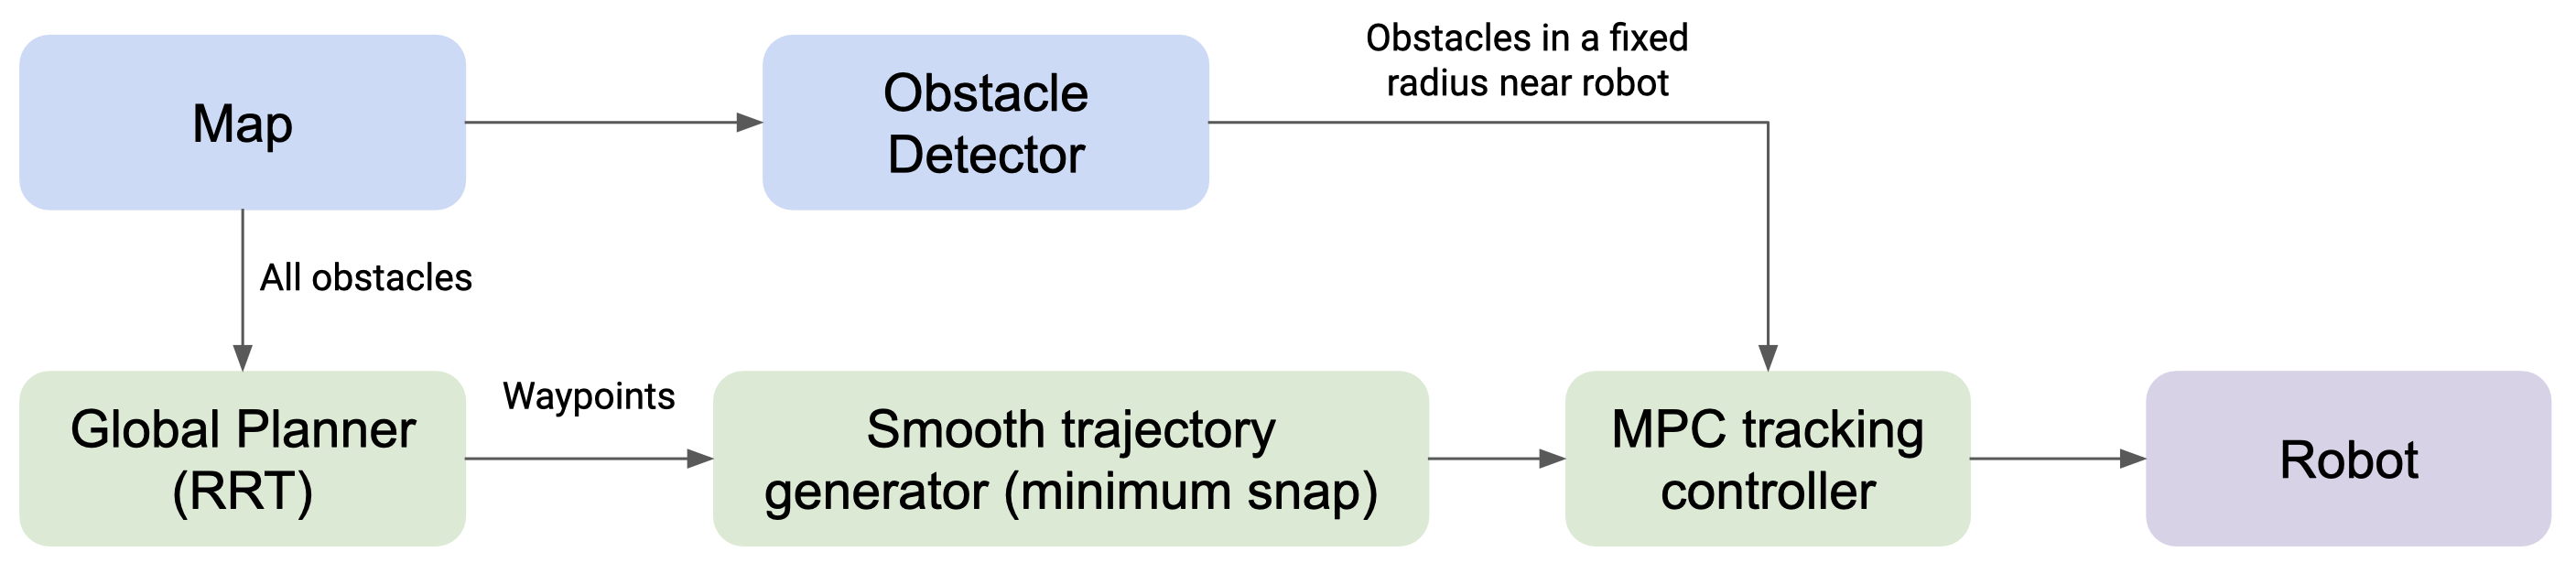 Map
Obstacle
Detector
Obstacles in a fixed
radius near robot
All obstacles
Global Planner
(RRT)
Waypoints
Smooth trajectory
generator (minimum snap)
MPC tracking
controller
Robot